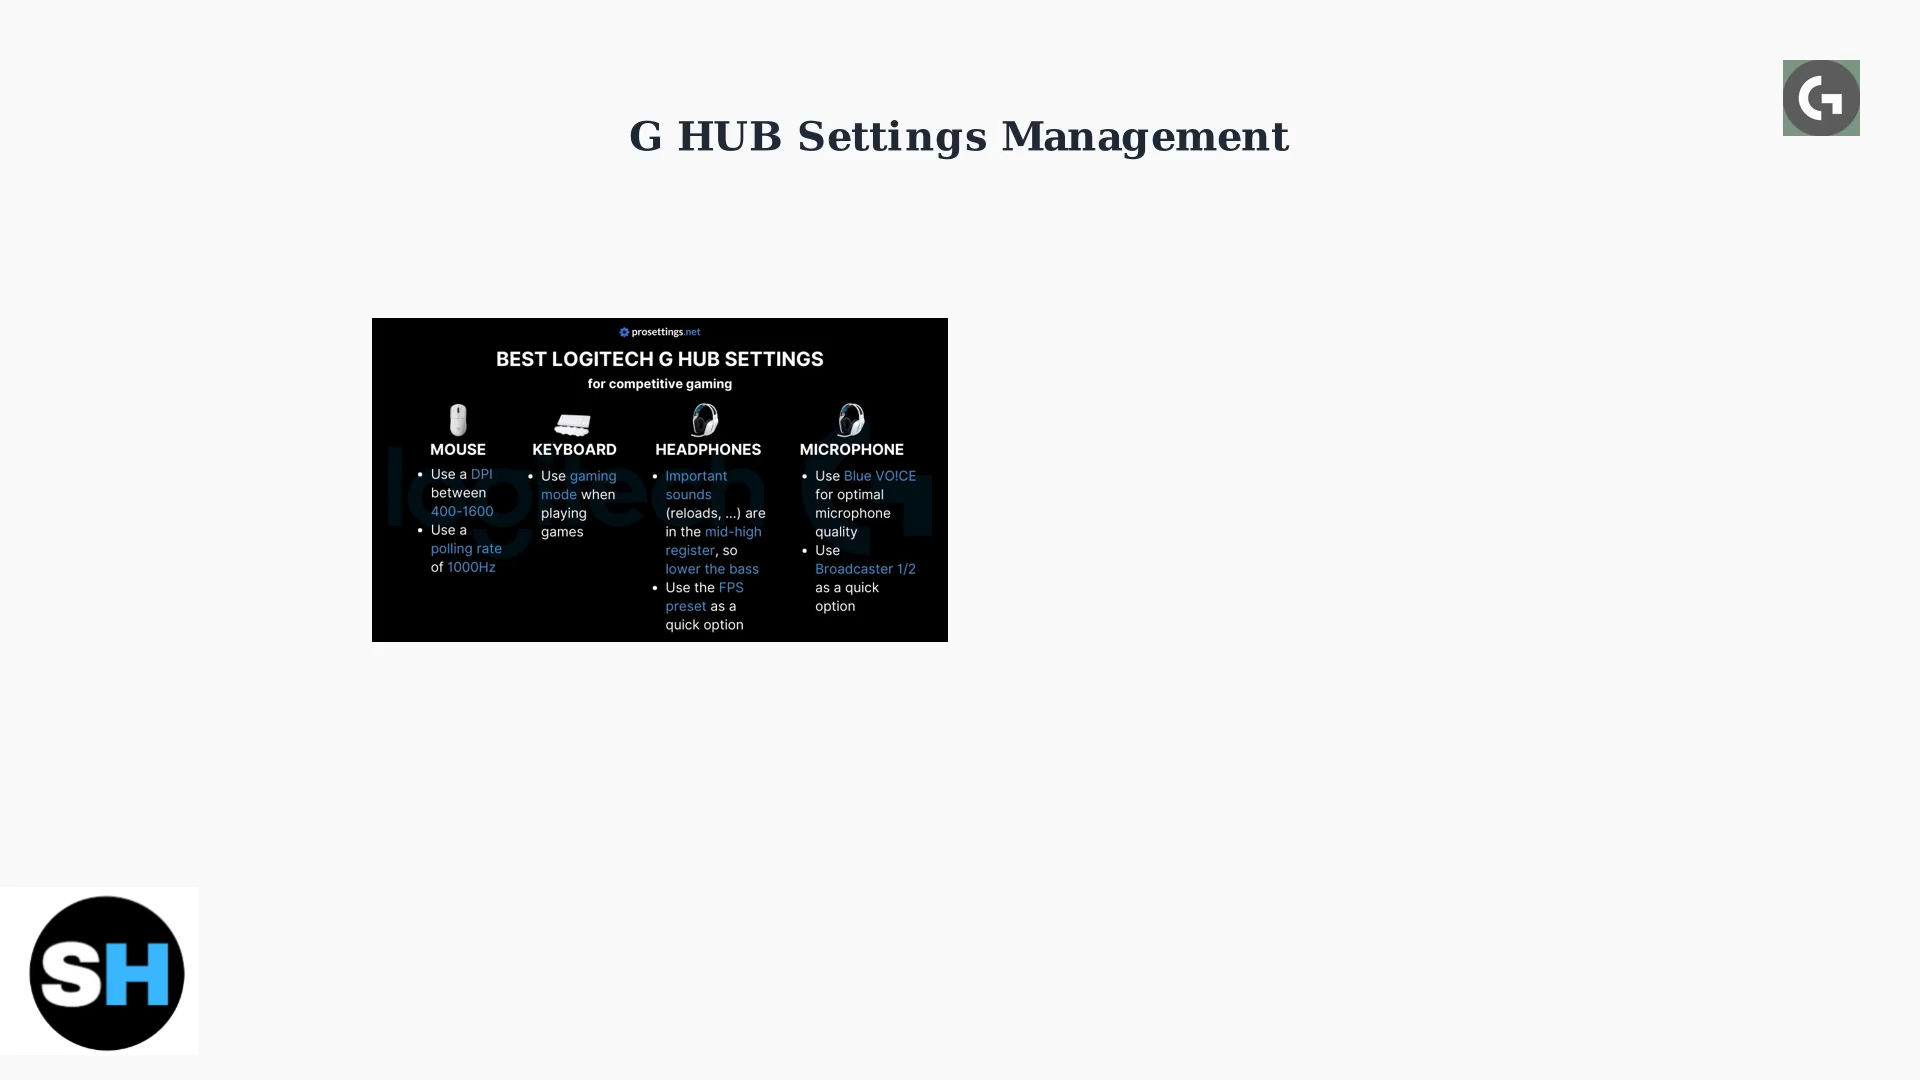 G HUB Settings Management
prosettings.net
BEST LOGITECH G HUB SETTINGS
for competitive gaming
MOUSE
• Use a DPI
between
400-1600
• Use a
polling rate
of 1000Hz
KEYBOARD
• Use gaming
mode when
playing
games
HEADPHONES
• Important
sounds
(reloads, ...) are
in the mid-high
register, so
lower the bass
• Use the FPS
preset as a
quick option
MICROPHONE
• Use Blue VO!CE
for optimal
microphone
quality
• Use
Broadcaster 1/2
as a quick
option
logitech G
SH